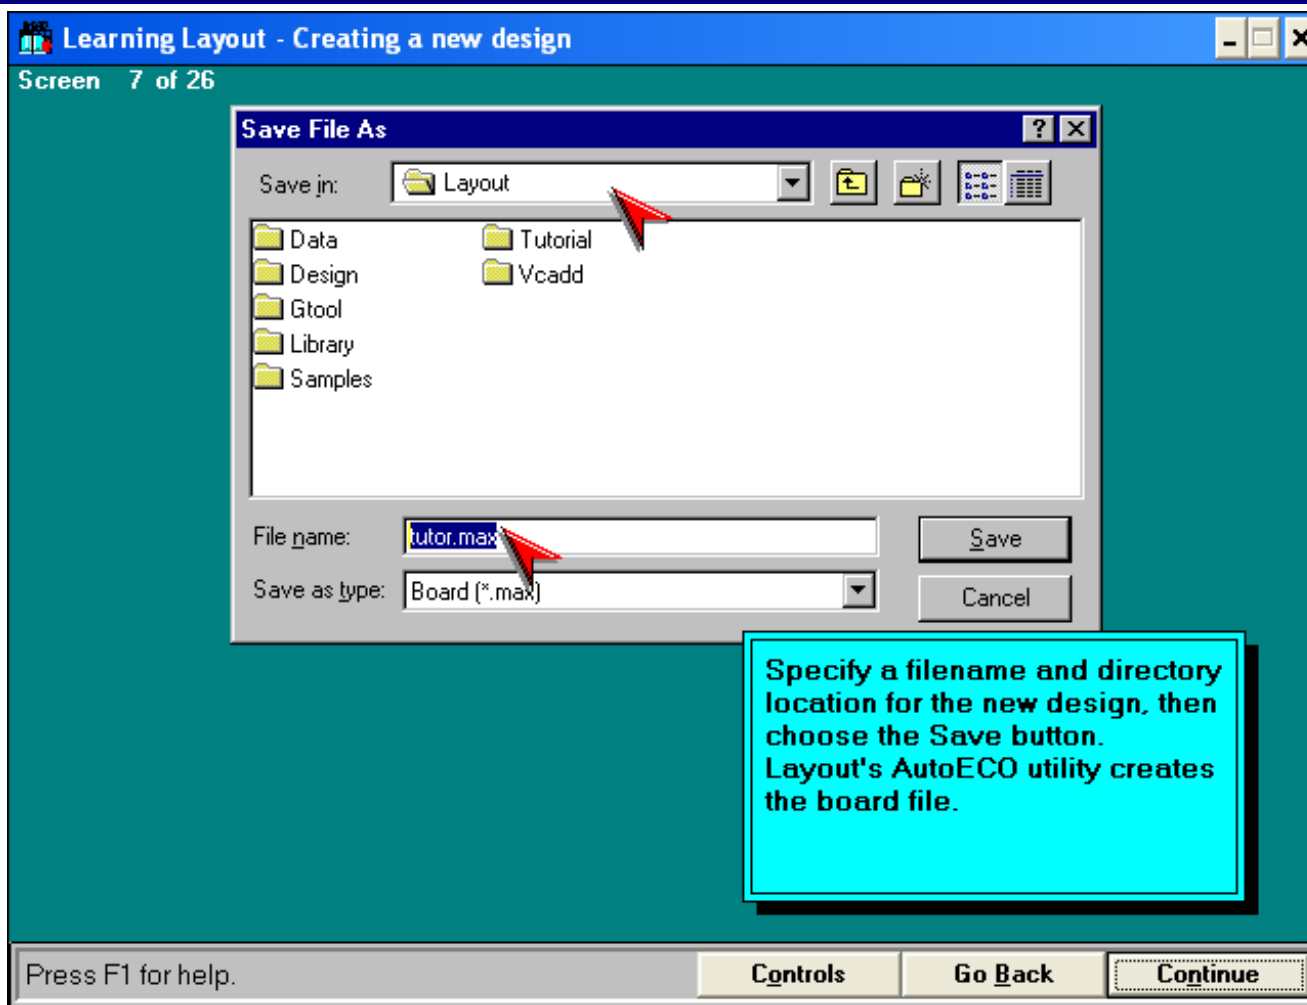 Learning Layout - Creating a new design
Screen 7 of 26
Save File As
Save in: Layout
Data Tutorial
Design Vcadd
Gtool
Library
Samples
File name: tutor.max Save
Save as type: Board (*.max) Cancel
Specify a filename and directory
location for the new design, then
choose the Save button.
Layout's AutoECO utility creates
the board file.
Press F1 for help. Controls Go Back Continue